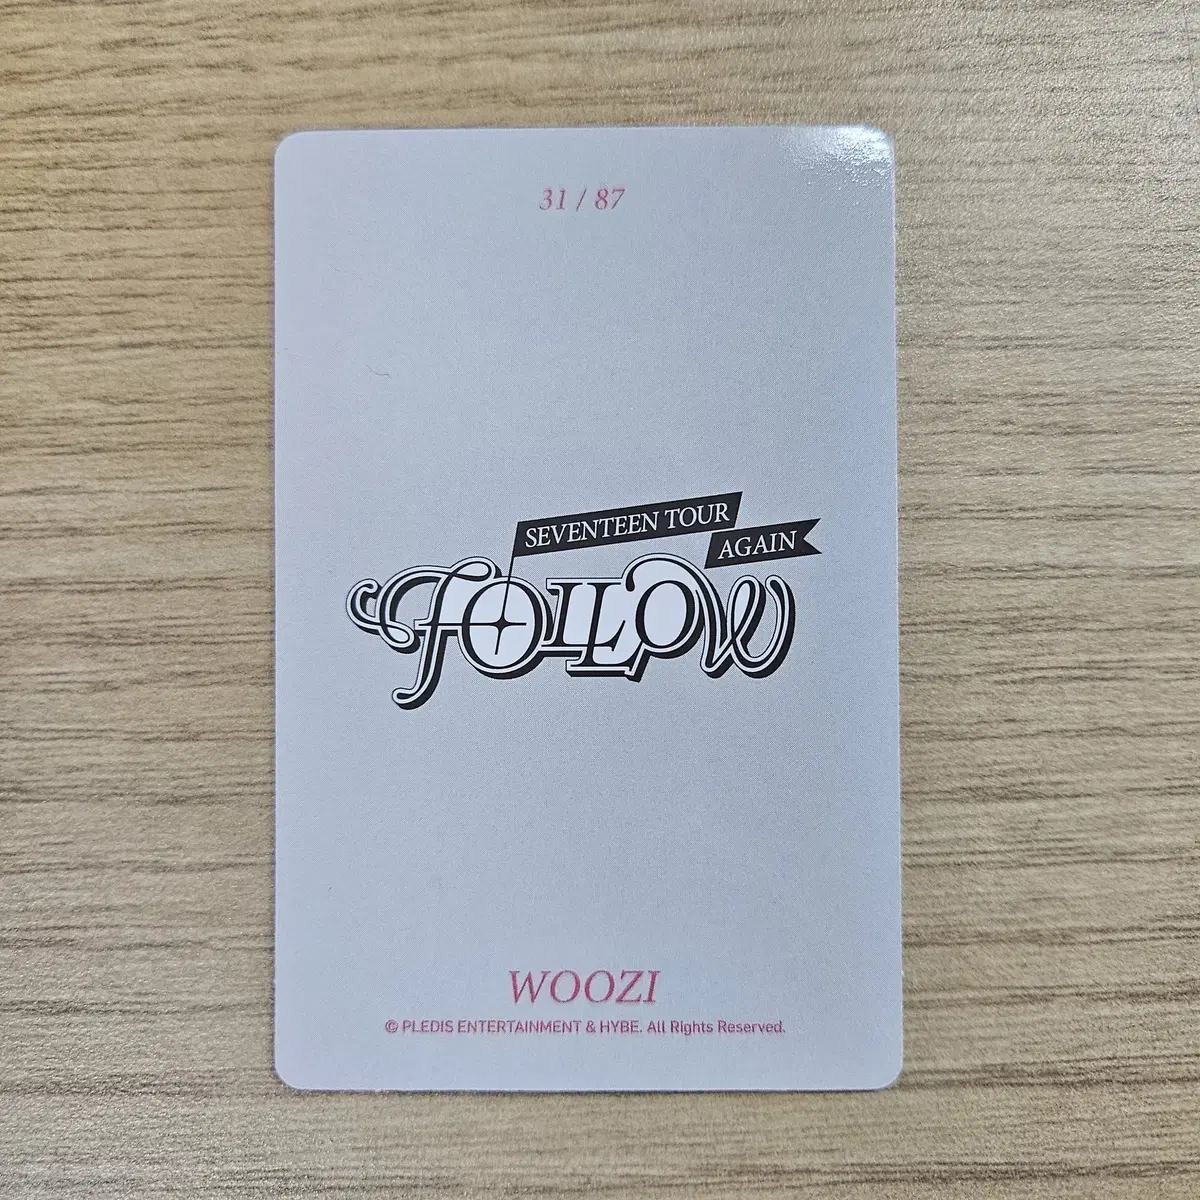 31 / 87
SEVENTEEN TOUR
AGAIN
FOLLOW
WOOZI
© PLEDIS ENTERTAINMENT & HYBE. All Rights Reserved.